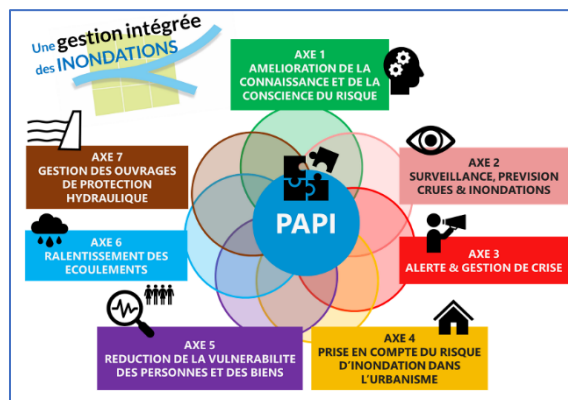 Une gestion intégrée
des INONDATIONS
AXE 1
AMELIORATION DE LA
CONNAISSANCE ET DE LA
CONSCIENCE DU RISQUE
AXE 2
SURVEILLANCE, PREVISION
CRUES & INONDATIONS
AXE 3
ALERTE & GESTION DE CRISE
AXE 4
PRISE EN COMPTE DU RISQUE
D'INONDATION DANS
L'URBANISME
AXE 5
REDUCTION DE LA VULNERABILITE
DES PERSONNES ET DES BIENS
AXE 6
RALENTISSEMENT DES
ECOULEMENTS
AXE 7
GESTION DES OUVRAGES
DE PROTECTION
HYDRAULIQUE
PAPI